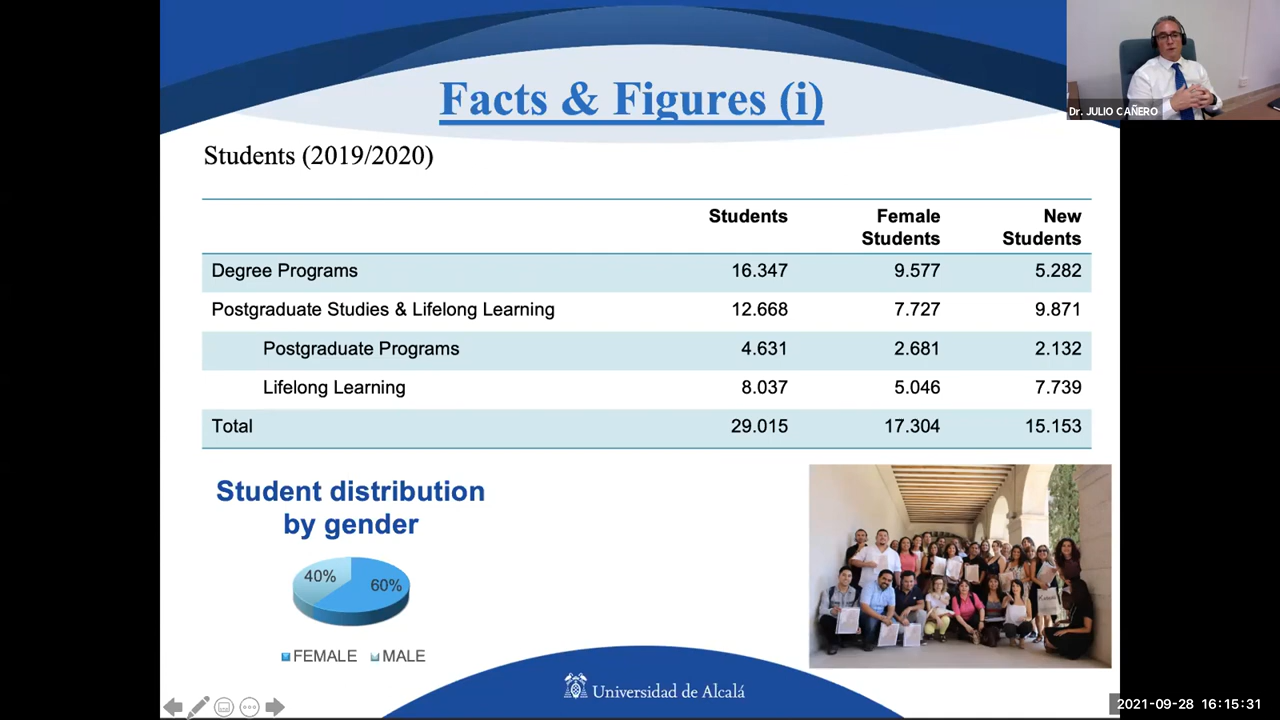 Facts & Figures (i)
Dr. JULIO CAÑERO
Students (2019/2020)
Students Female Students New Students
Degree Programs 16.347 9.577 5.282
Postgraduate Studies & Lifelong Learning 12.668 7.727 9.871
Postgraduate Programs 4.631 2.681 2.132
Lifelong Learning 8.037 5.046 7.739
Total 29.015 17.304 15.153
Student distribution
by gender
40% 60%
FEMALE MALE
Universidad de Alcalá
2021-09-28 16:15:31